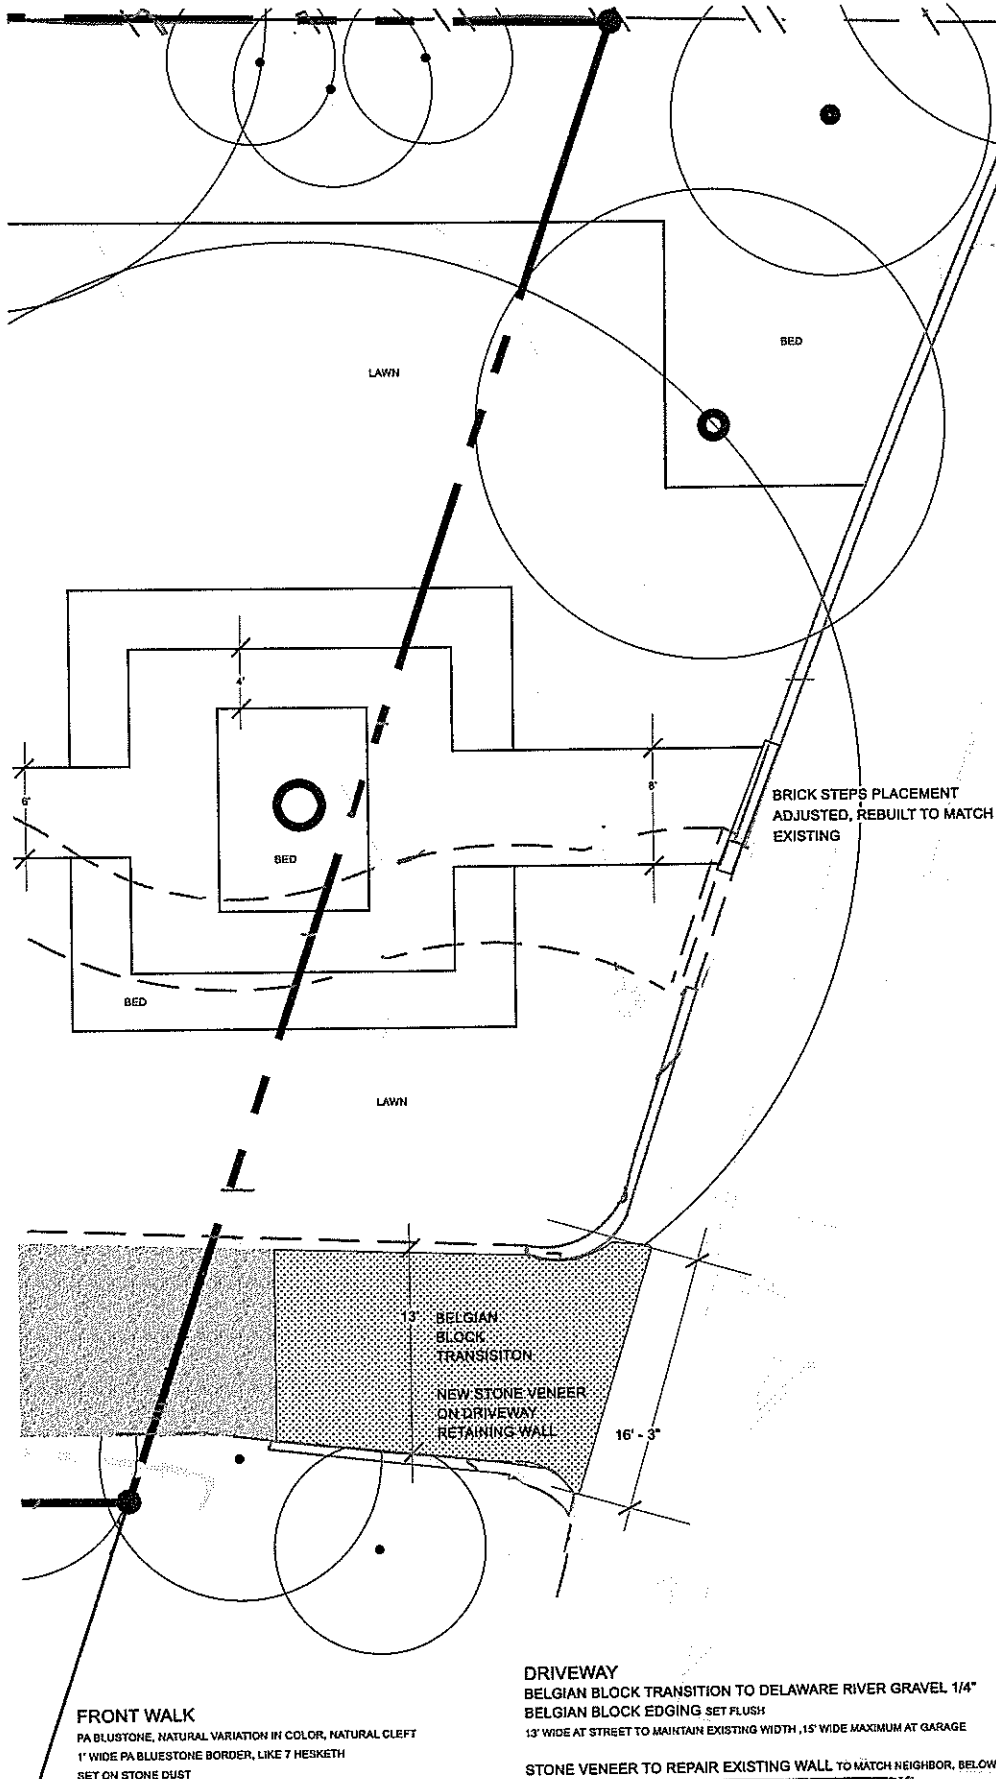 LAWN
BED
4'
6'
8'
BED
BRICK STEPS PLACEMENT
ADJUSTED, REBUILT TO MATCH
EXISTING
BED
LAWN
13'
BELGIAN
BLOCK
TRANSISITON
NEW STONE VENEER
ON DRIVEWAY
RETAINING WALL
16' - 3"
FRONT WALK
PA BLUSTONE, NATURAL VARIATION IN COLOR, NATURAL CLEFT
1' WIDE PA BLUESTONE BORDER, LIKE 7 HESKETH
SET ON STONE DUST
DRIVEWAY
BELGIAN BLOCK TRANSITION TO DELAWARE RIVER GRAVEL 1/4"
BELGIAN BLOCK EDGING SET FLUSH
13' WIDE AT STREET TO MAINTAIN EXISTING WIDTH ,15' WIDE MAXIMUM AT GARAGE
STONE VENEER TO REPAIR EXISTING WALL TO MATCH NEIGHBOR, BELOW